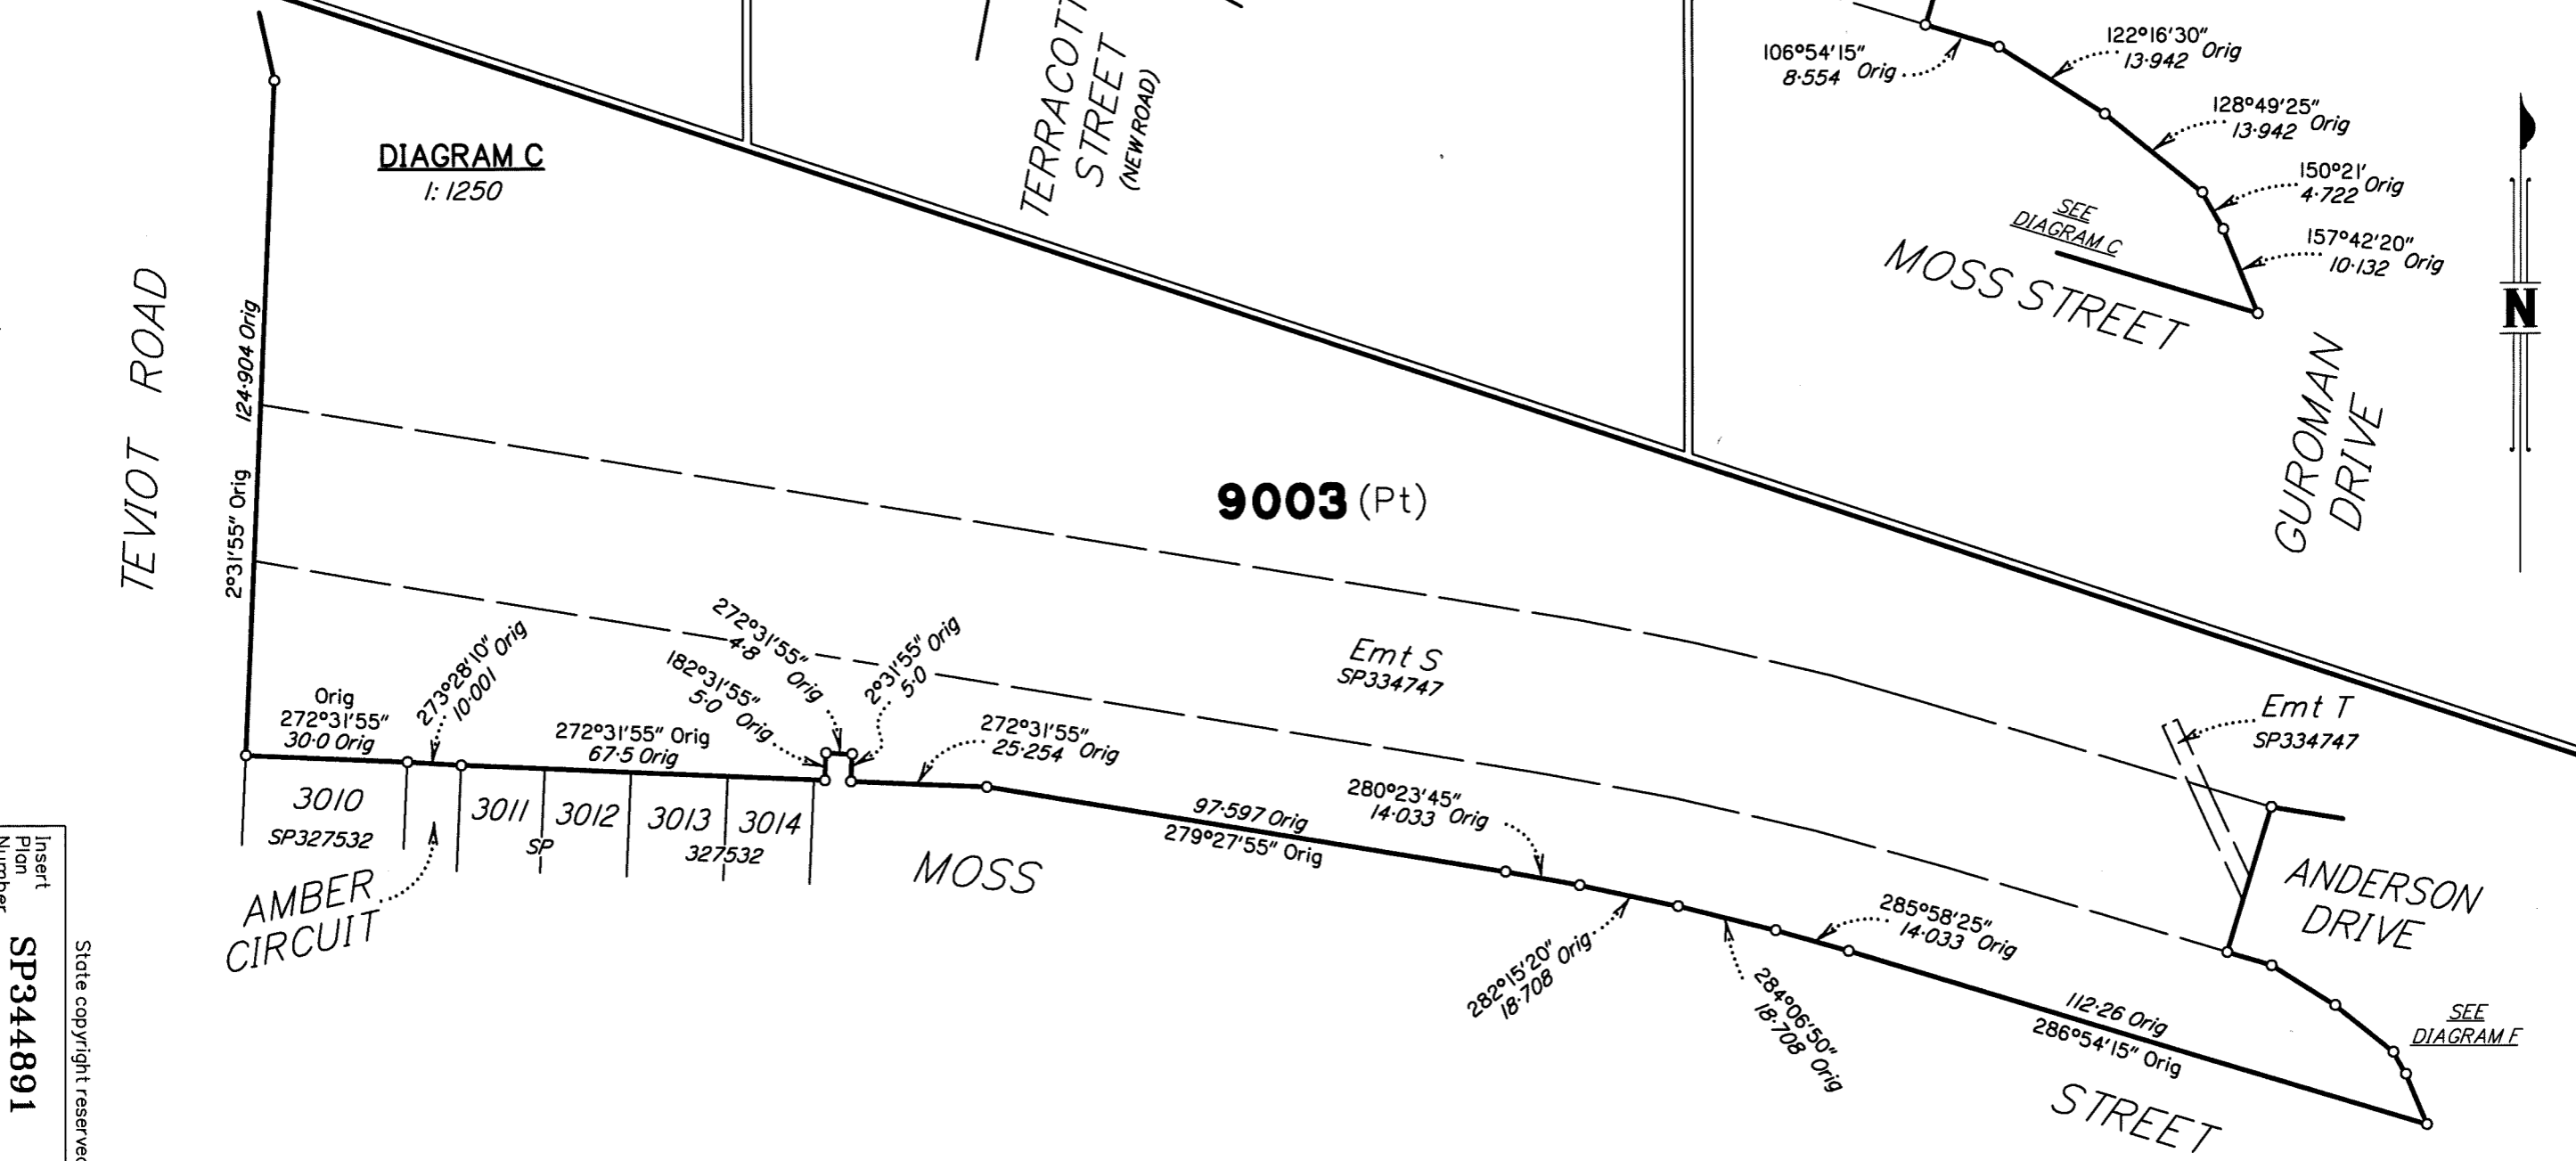 DIAGRAM C
1: 1250
TERRACOTT
STREET
(NEW ROAD)
106°54'15"
8·554 Orig
122°16'30"
13·942 Orig
128°49'25"
13·942 Orig
150°21' Orig
4·722
157°42'20"
10·132 Orig
SEE
DIAGRAM C
MOSS STREET
GUROMAN
DRIVE
N
TEVIOT ROAD
124·904 Orig
2°31'55" Orig
9003 (Pt)
Emt S
SP334747
Emt T
SP334747
Orig
272°31'55"
30·0 Orig
273°28'10" Orig
10·001
272°31'55" Orig
67·5 Orig
182°31'55"
5·0 Orig
272°31'55"
4·8 Orig
2°31'55" Orig
5·0
272°31'55"
25·254 Orig
97·597 Orig
279°27'55" Orig
280°23'45"
14·033 Orig
282°15'20" Orig
18·708
284°06'50"
18·708 Orig
285°58'25"
14·033 Orig
112·26 Orig
286°54'15" Orig
3010
SP327532
3011
3012
3013
3014
SP 327532
AMBER
CIRCUIT
MOSS
STREET
ANDERSON
DRIVE
SEE
DIAGRAM F
Insert
Plan
Number
SP344891
State copyright reserved